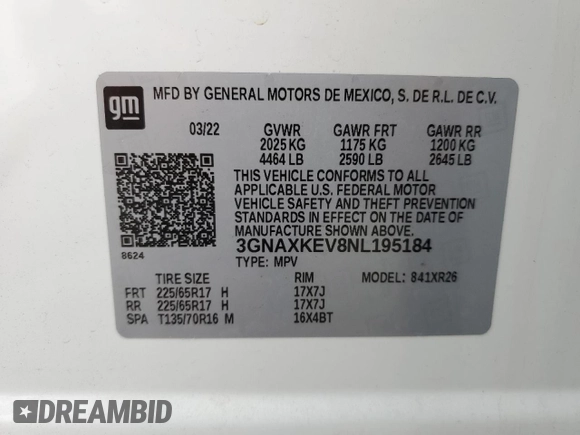 gm
MFD BY GENERAL MOTORS DE MEXICO, S. DE R.L. DE C.V.
03/22 GVWR GAWR FRT GAWR RR
2025 KG 1175 KG 1200 KG
4464 LB 2590 LB 2645 LB
THIS VEHICLE CONFORMS TO ALL
APPLICABLE U.S. FEDERAL MOTOR
VEHICLE SAFETY AND THEFT PREVENTION
STANDARDS IN EFFECT ON THE DATE OF
MANUFACTURE SHOWN ABOVE.
3GNAXKEV8NL195184
8624
TYPE: MPV
TIRE SIZE RIM MODEL: 841XR26
FRT 225/65R17 H 17X7J
RR 225/65R17 H 17X7J
SPA T135/70R16 M 16X4BT
DREAMBID